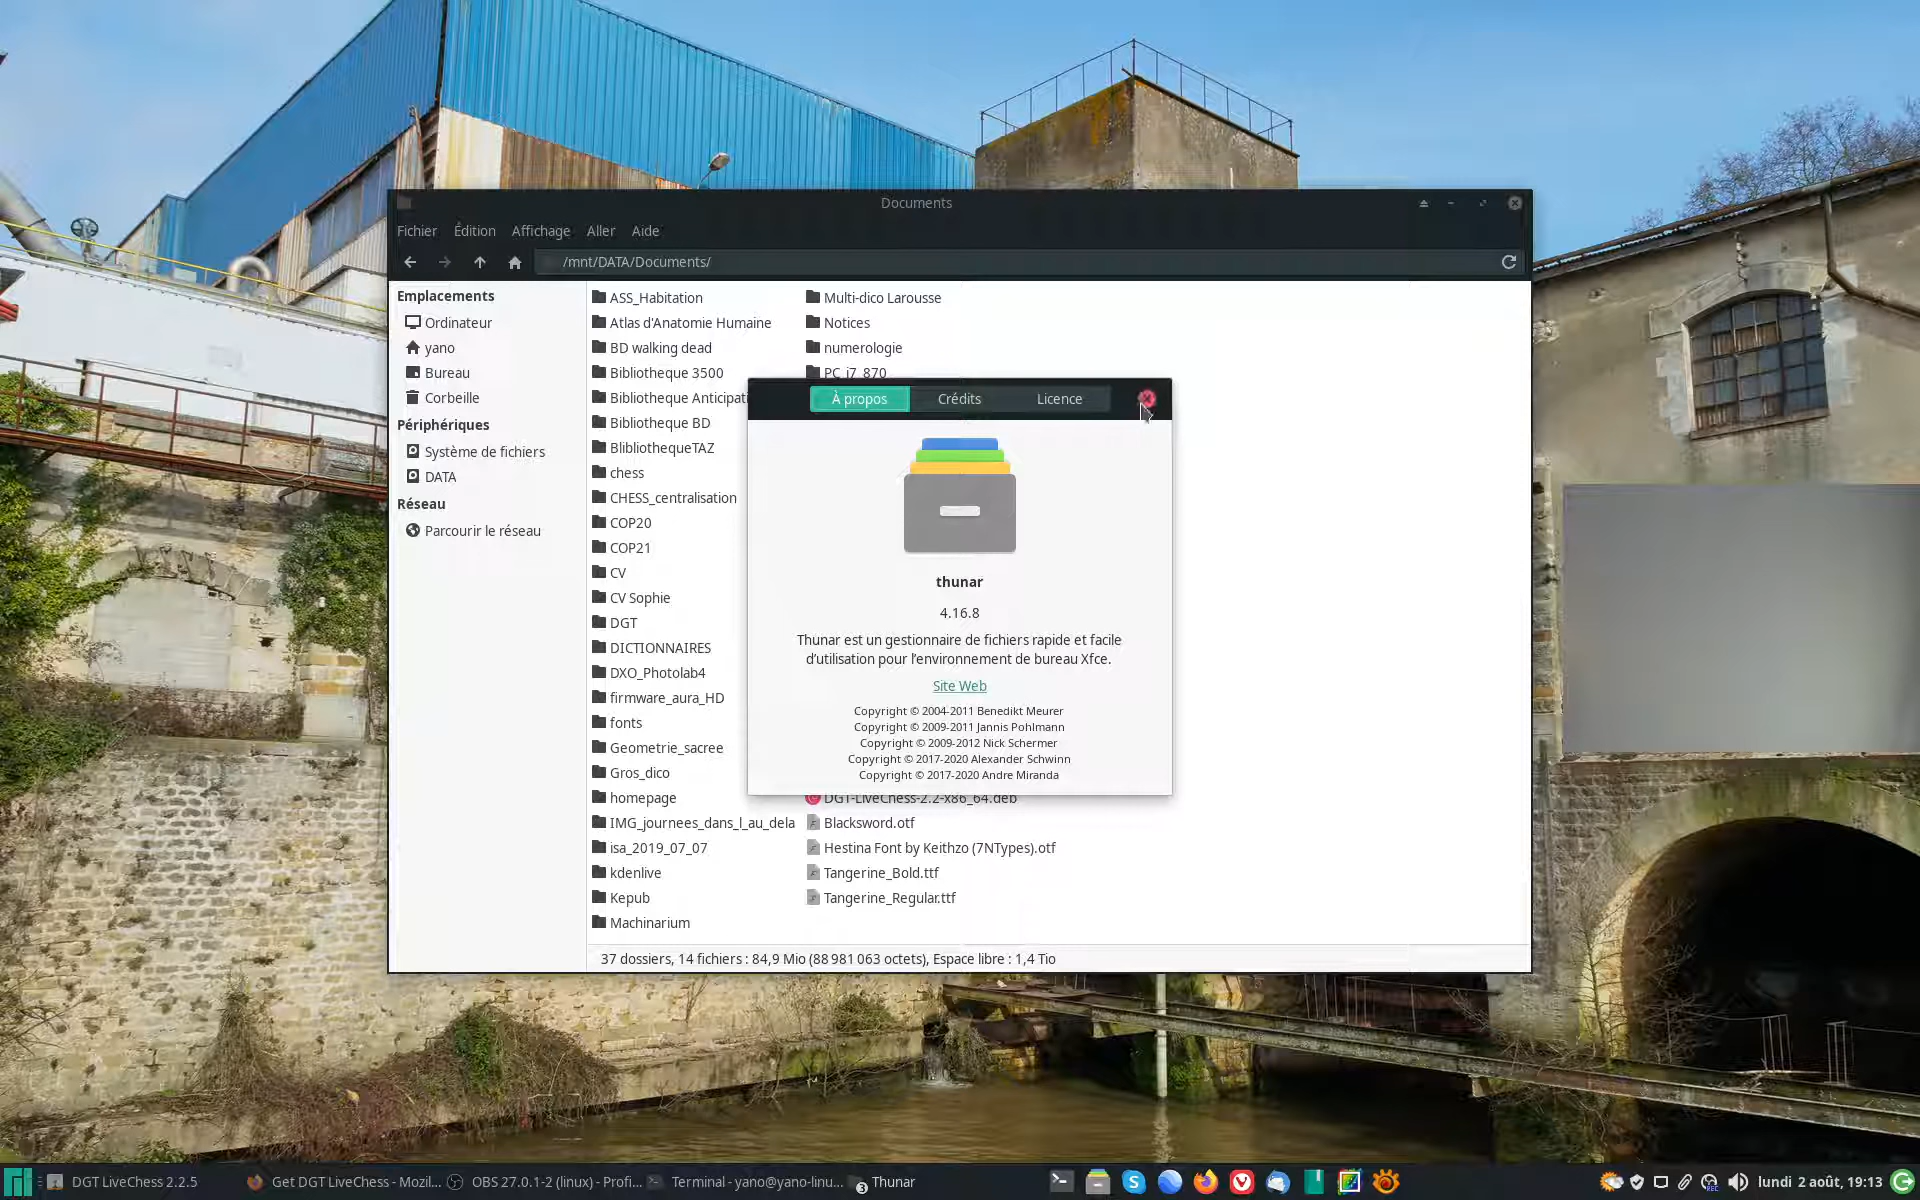 Documents
Fichier Édition Affichage Aller Aide
/mnt/DATA/Documents/
Emplacements
Ordinateur
yano
Bureau
Corbeille
Périphériques
Système de fichiers
DATA
Réseau
Parcourir le réseau
ASS_Habitation
Atlas d'Anatomie Humaine
BD walking dead
Bibliotheque 3500
Bibliotheque Anticipati
Bibliotheque BD
BlibliothequeTAZ
chess
CHESS_centralisation
COP20
COP21
CV
CV Sophie
DGT
DICTIONNAIRES
DXO_Photolab4
firmware_aura_HD
fonts
Geometrie_sacree
Gros_dico
homepage
IMG_journees_dans_l_au_dela
isa_2019_07_07
kdenlive
Kepub
Machinarium
Multi-dico Larousse
Notices
numerologie
PC_i7_870
DGT-LiveChess-2.2-x86_64.deb
Blacksword.otf
Hestina Font by Keithzo (7NTypes).otf
Tangerine_Bold.ttf
Tangerine_Regular.ttf
À propos Crédits Licence
thunar
4.16.8
Thunar est un gestionnaire de fichiers rapide et facile
d’utilisation pour l’environnement de bureau Xfce.
Site Web
Copyright © 2004-2011 Benedikt Meurer
Copyright © 2009-2011 Jannis Pohlmann
Copyright © 2009-2012 Nick Schermer
Copyright © 2017-2020 Alexander Schwinn
Copyright © 2017-2020 Andre Miranda
37 dossiers, 14 fichiers : 84,9 Mio (88 981 063 octets), Espace libre : 1,4 Tio
DGT LiveChess 2.2.5 Get DGT LiveChess - Mozil... OBS 27.0.1-2 (linux) - Profi... Terminal - yano@yano-linu... 3 Thunar lundi 2 août, 19:13